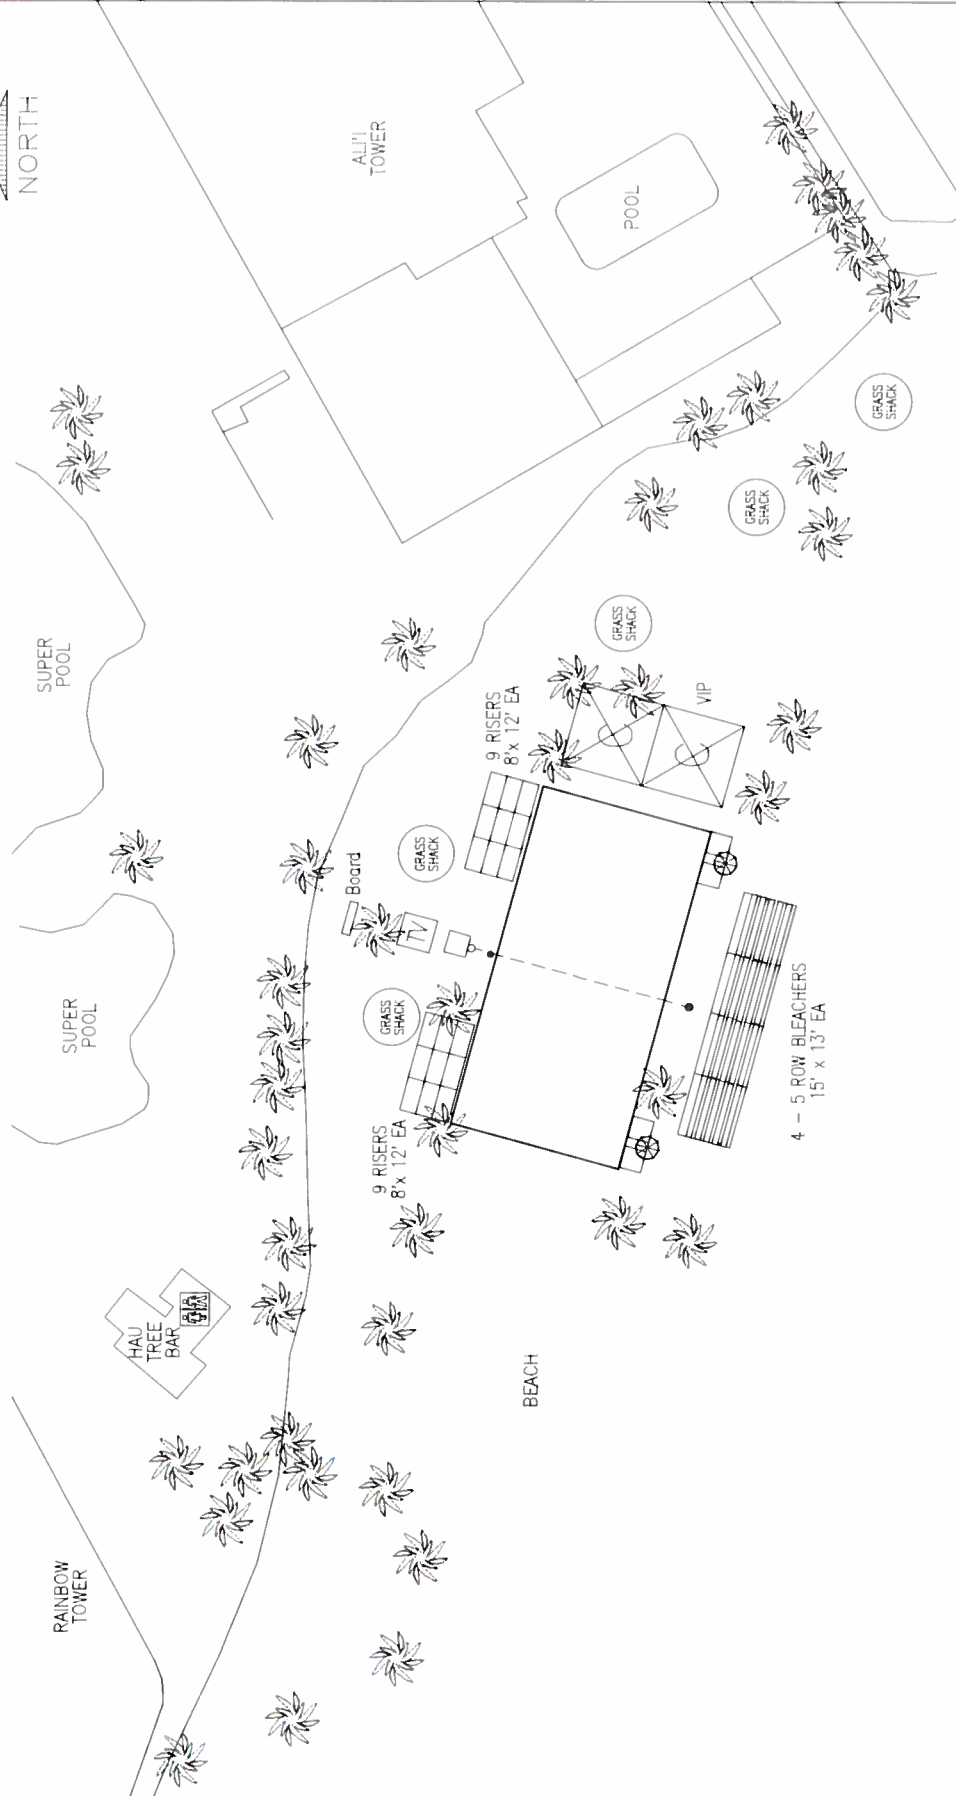 NORTH
ALI'I
TOWER
POOL
GRASS
SHACK
GRASS
SHACK
SUPER
POOL
GRASS
SHACK
9 RISERS
8'x 12' EA
VIP
GRASS
SHACK
Board
TV
SUPER
POOL
GRASS
SHACK
4 - 5 ROW BLEACHERS
15' x 13' EA
9 RISERS
8'x 12' EA
HAU
TREE
BAR
BEACH
RAINBOW
TOWER